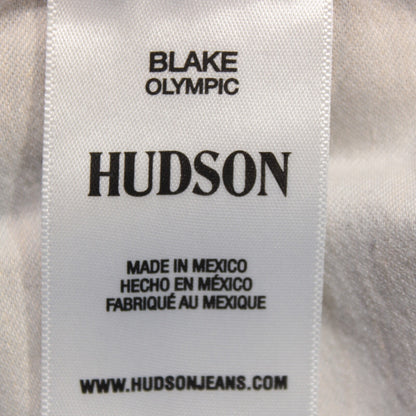 BLAKE
OLYMPIC
HUDSON
MADE IN MEXICO
HECHO EN MÉXICO
FABRIQUÉ AU MEXIQUE
WWW.HUDSONJEANS.COM